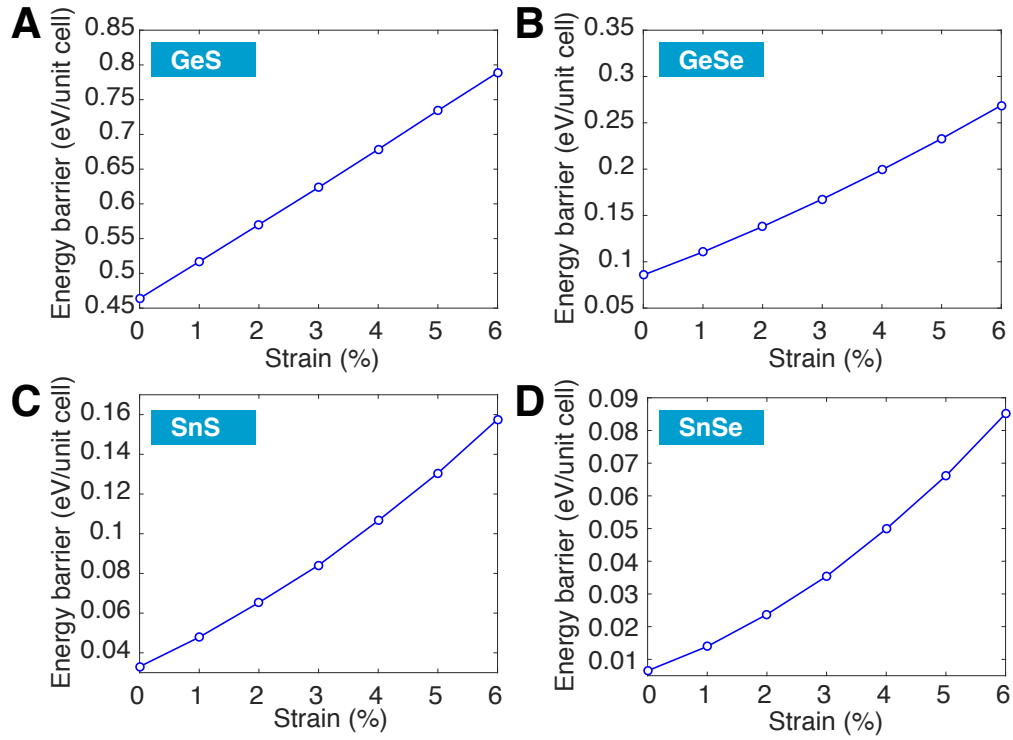 A
GeS
Energy barrier (eV/unit cell)
0.85
0.8
0.75
0.7
0.65
0.6
0.55
0.5
0.45
0 1 2 3 4 5 6
Strain (%)
B
GeSe
Energy barrier (eV/unit cell)
0.35
0.3
0.25
0.2
0.15
0.1
0.05
0 1 2 3 4 5 6
Strain (%)
C
SnS
Energy barrier (eV/unit cell)
0.16
0.14
0.12
0.1
0.08
0.06
0.04
0 1 2 3 4 5 6
Strain (%)
D
SnSe
Energy barrier (eV/unit cell)
0.09
0.08
0.07
0.06
0.05
0.04
0.03
0.02
0.01
0 1 2 3 4 5 6
Strain (%)